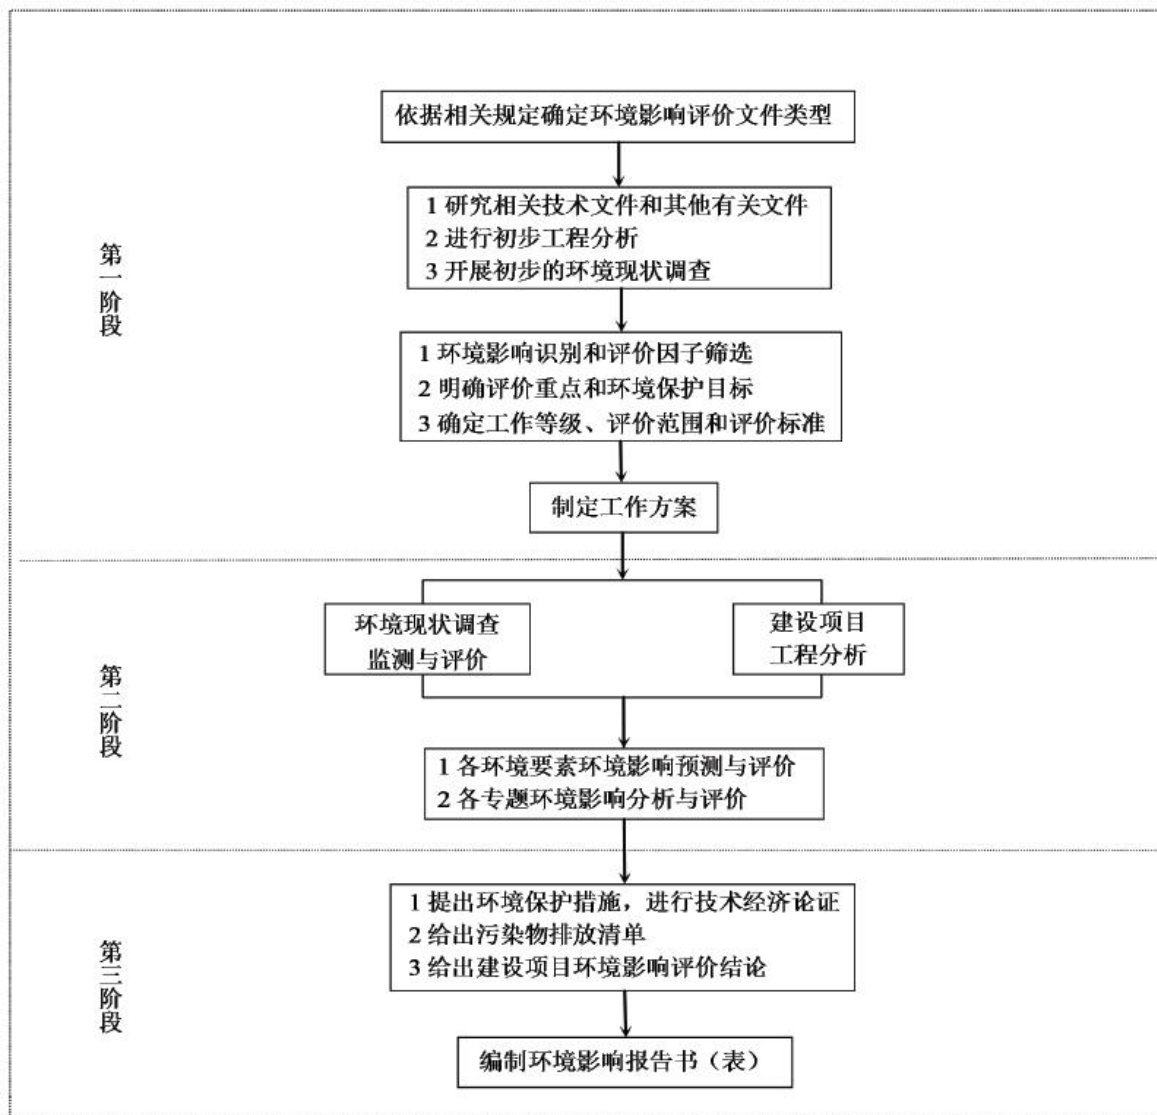 依据相关规定确定环境影响评价文件类型
1 研究相关技术文件和其他有关文件
2 进行初步工程分析
3 开展初步的环境现状调查
第一阶段
1 环境影响识别和评价因子筛选
2 明确评价重点和环境保护目标
3 确定工作等级、评价范围和评价标准
制定工作方案
环境现状调查
监测与评价
建设项目
工程分析
第二阶段
1 各环境要素环境影响预测与评价
2 各专题环境影响分析与评价
1 提出环境保护措施，进行技术经济论证
2 给出污染物排放清单
3 给出建设项目环境影响评价结论
第三阶段
编制环境影响报告书（表）